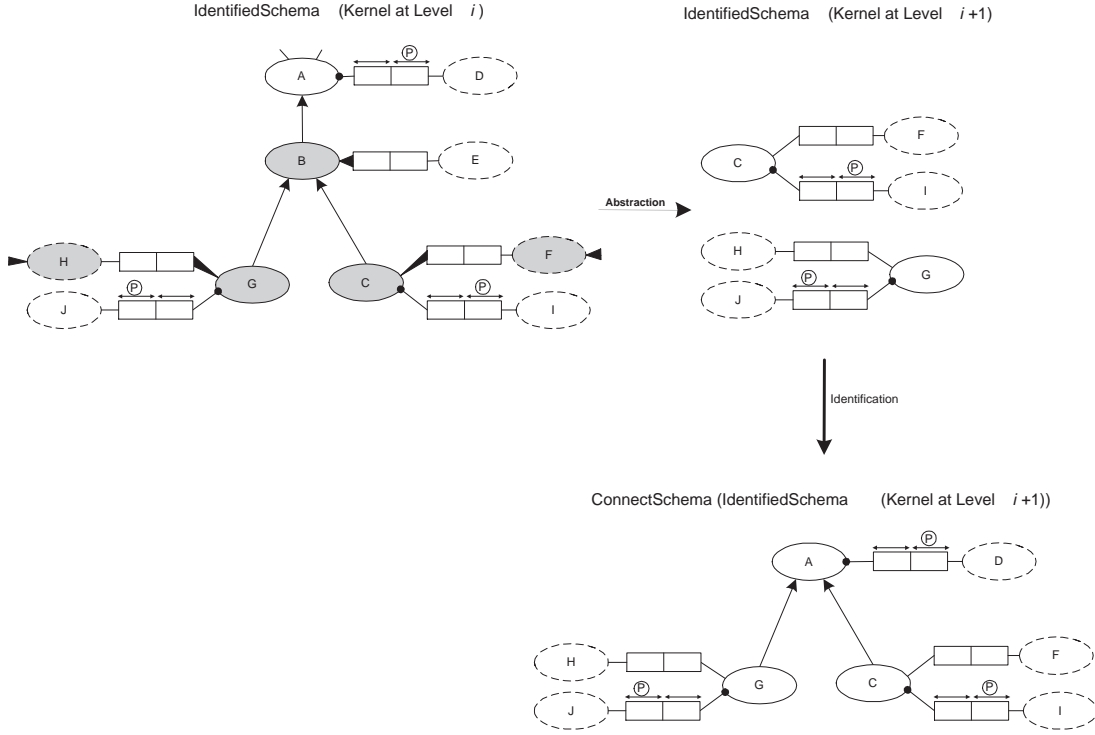 IdentifiedSchema (Kernel at Level i )
IdentifiedSchema (Kernel at Level i +1)
P
A
D
B
E
P
F
C
P
I
Abstraction
H
F
G
C
P
J
P
I
H
G
P
J
Identification
ConnectSchema (IdentifiedSchema (Kernel at Level i +1))
P
A
D
H
F
G
C
P
J
P
I